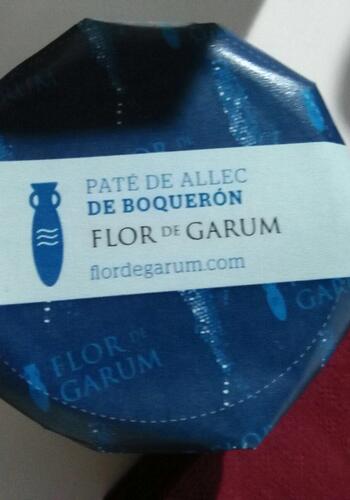 PATÉ DE ALLEC
DE BOQUERÓN
FLOR DE GARUM
flordegarum.com
FLOR DE
GARUM